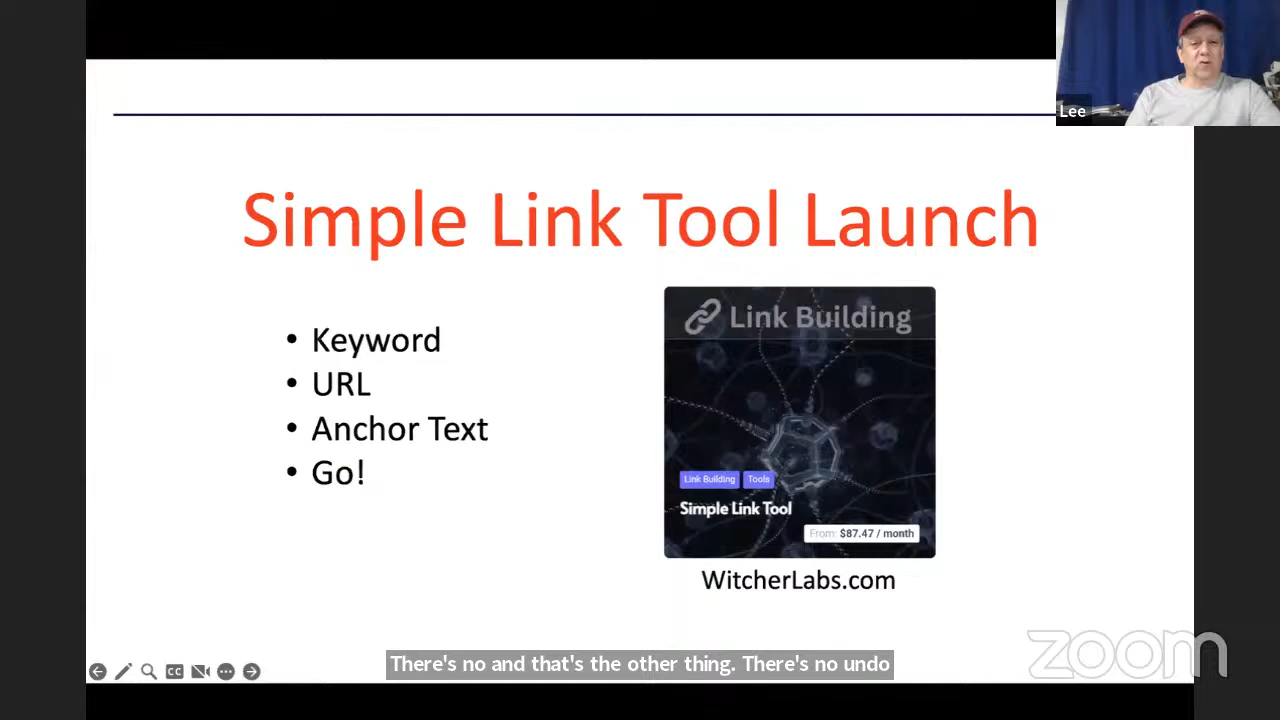 Lee
Simple Link Tool Launch
• Keyword
• URL
• Anchor Text
• Go!
Link Building
Link Building Tools
Simple Link Tool
From: $87.47 / month
WitcherLabs.com
There's no and that's the other thing. There's no undo
zoom
CC